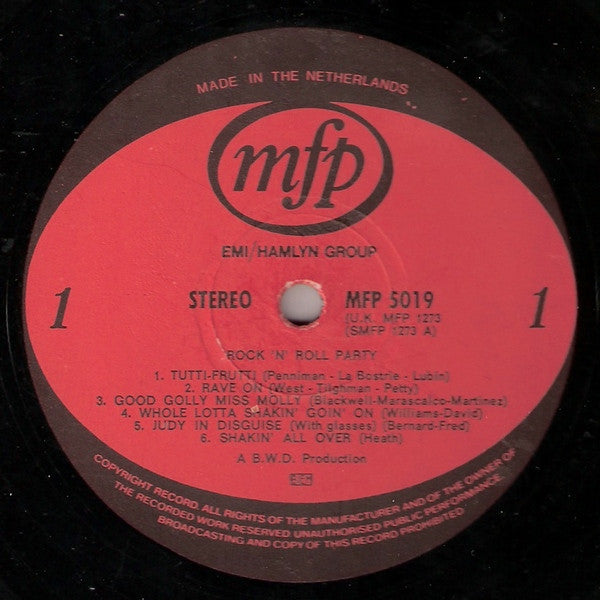 MADE IN THE NETHERLANDS
mfp
EMI/HAMLYN GROUP
1 STEREO MFP 5019 1
(U.K. MFP 1273
(SMFP 1273 A)
ROCK 'N' ROLL PARTY
1. TUTTI-FRUTTI (Penniman - La Bostrie - Lubin)
2. RAVE ON (West - Tilghman - Petty)
3. GOOD GOLLY MISS MOLLY (Blackwell-Marascalco-Martinez)
4. WHOLE LOTTA SHAKIN' GOIN' ON (Williams-David)
5. JUDY IN DISGUISE (With glasses) (Bernard-Fred)
6. SHAKIN' ALL OVER (Heath)
A B.W.D. Production
COPYRIGHT RECORD ALL RIGHTS OF THE MANUFACTURER AND OF THE OWNER OF
THE RECORDED WORK RESERVED UNAUTHORISED PUBLIC PERFORMANCE
BROADCASTING AND COPY OF THIS RECORD PROHIBITED